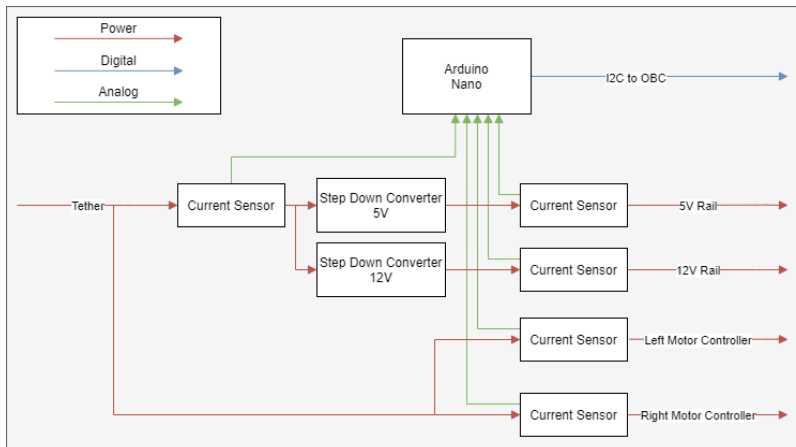 Power
Digital
Analog
Arduino
Nano
I2C to OBC
Tether
Current Sensor
Step Down Converter
5V
Current Sensor
5V Rail
Step Down Converter
12V
Current Sensor
12V Rail
Current Sensor
Left Motor Controller
Current Sensor
Right Motor Controller